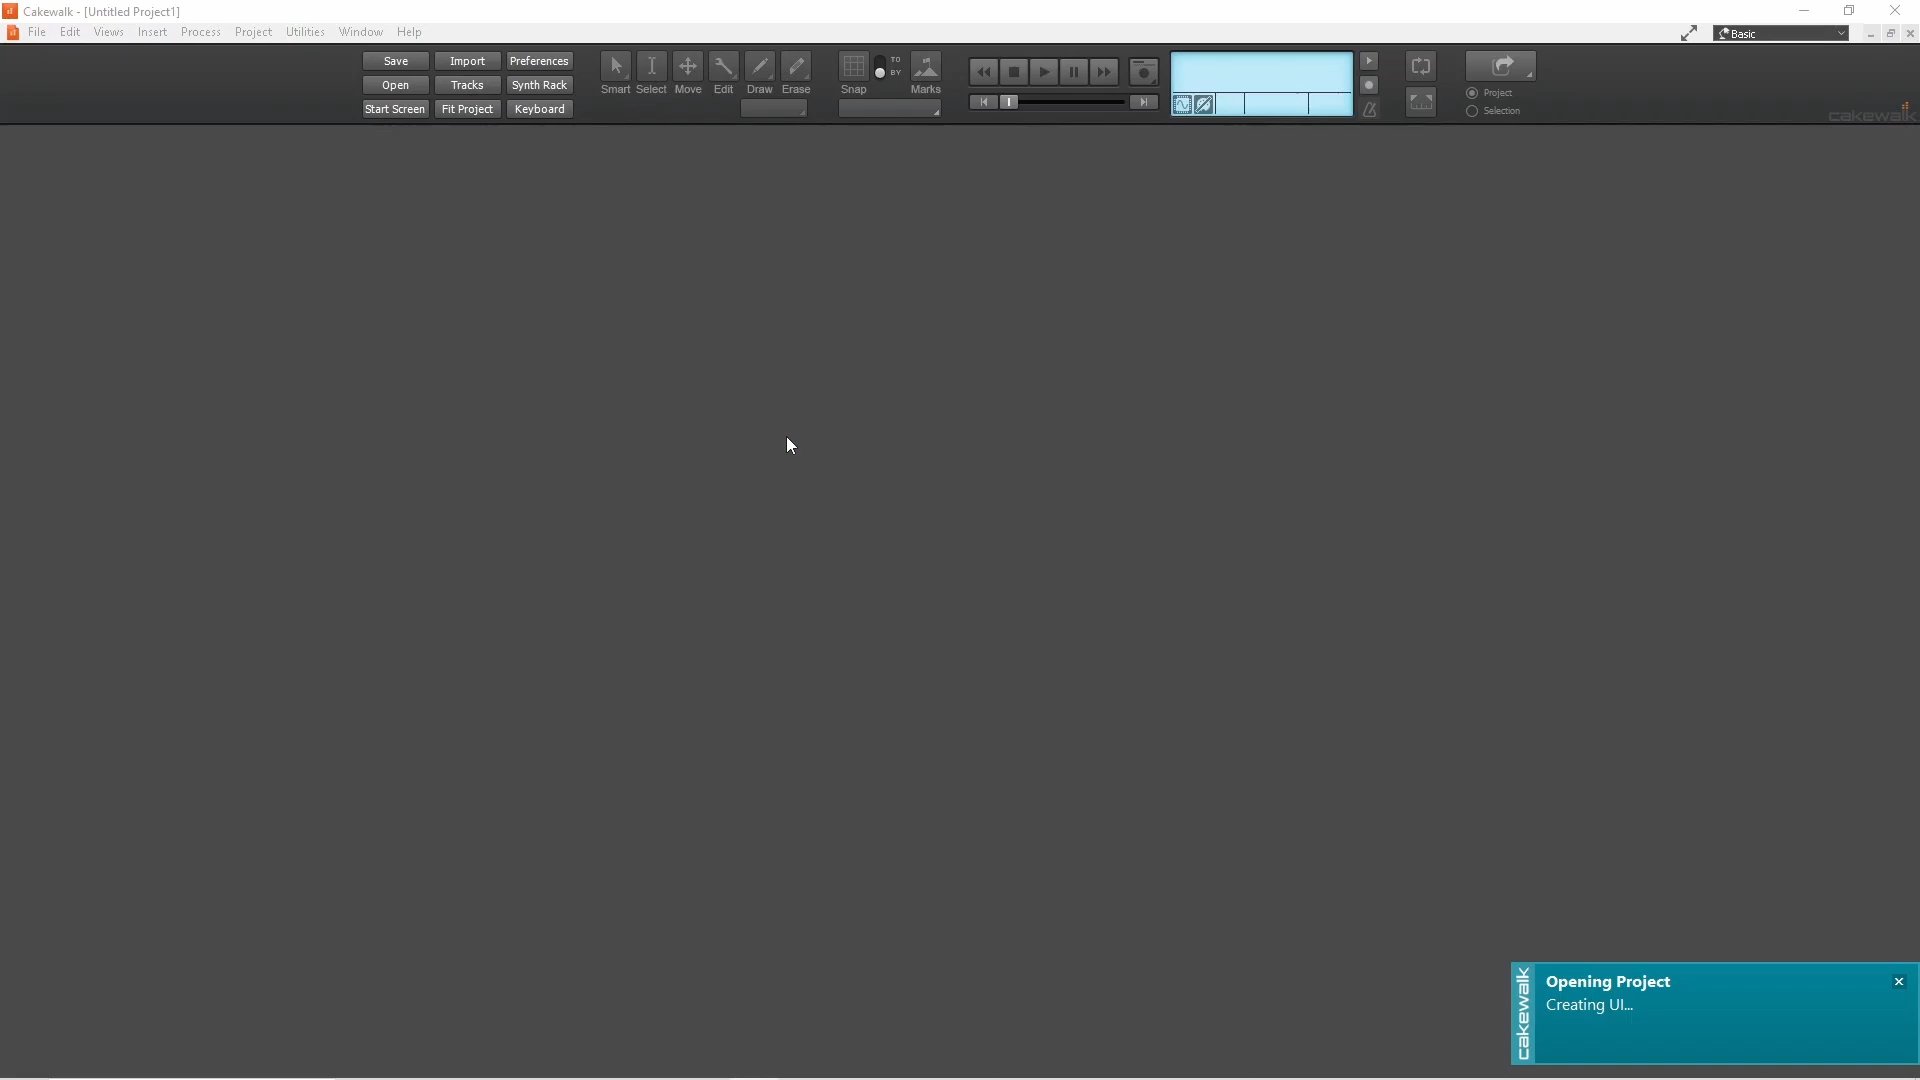 Cakewalk - [Untitled Project1]
File Edit Views Insert Process Project Utilities Window Help
Basic
Save Import Preferences
Open Tracks Synth Rack
Start Screen Fit Project Keyboard
Smart Select Move Edit Draw Erase
Snap
TO
BY
Marks
Project
Selection
cakewalk
cakewalk
Opening Project
Creating UI...